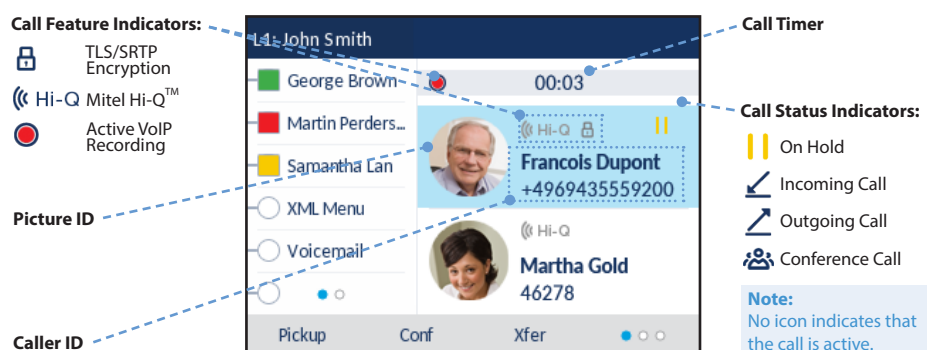 Call Feature Indicators:
TLS/SRTP
Encryption
Hi-Q Mitel Hi-Q™
Active VoIP
Recording
Picture ID
Caller ID
L1: John Smith
George Brown
Martin Perders...
Samantha Lan
XML Menu
Voicemail
00:03
Hi-Q
Francois Dupont
+4969435559200
Hi-Q
Martha Gold
46278
Pickup Conf Xfer
Call Timer
Call Status Indicators:
On Hold
Incoming Call
Outgoing Call
Conference Call
Note:
No icon indicates that
the call is active.